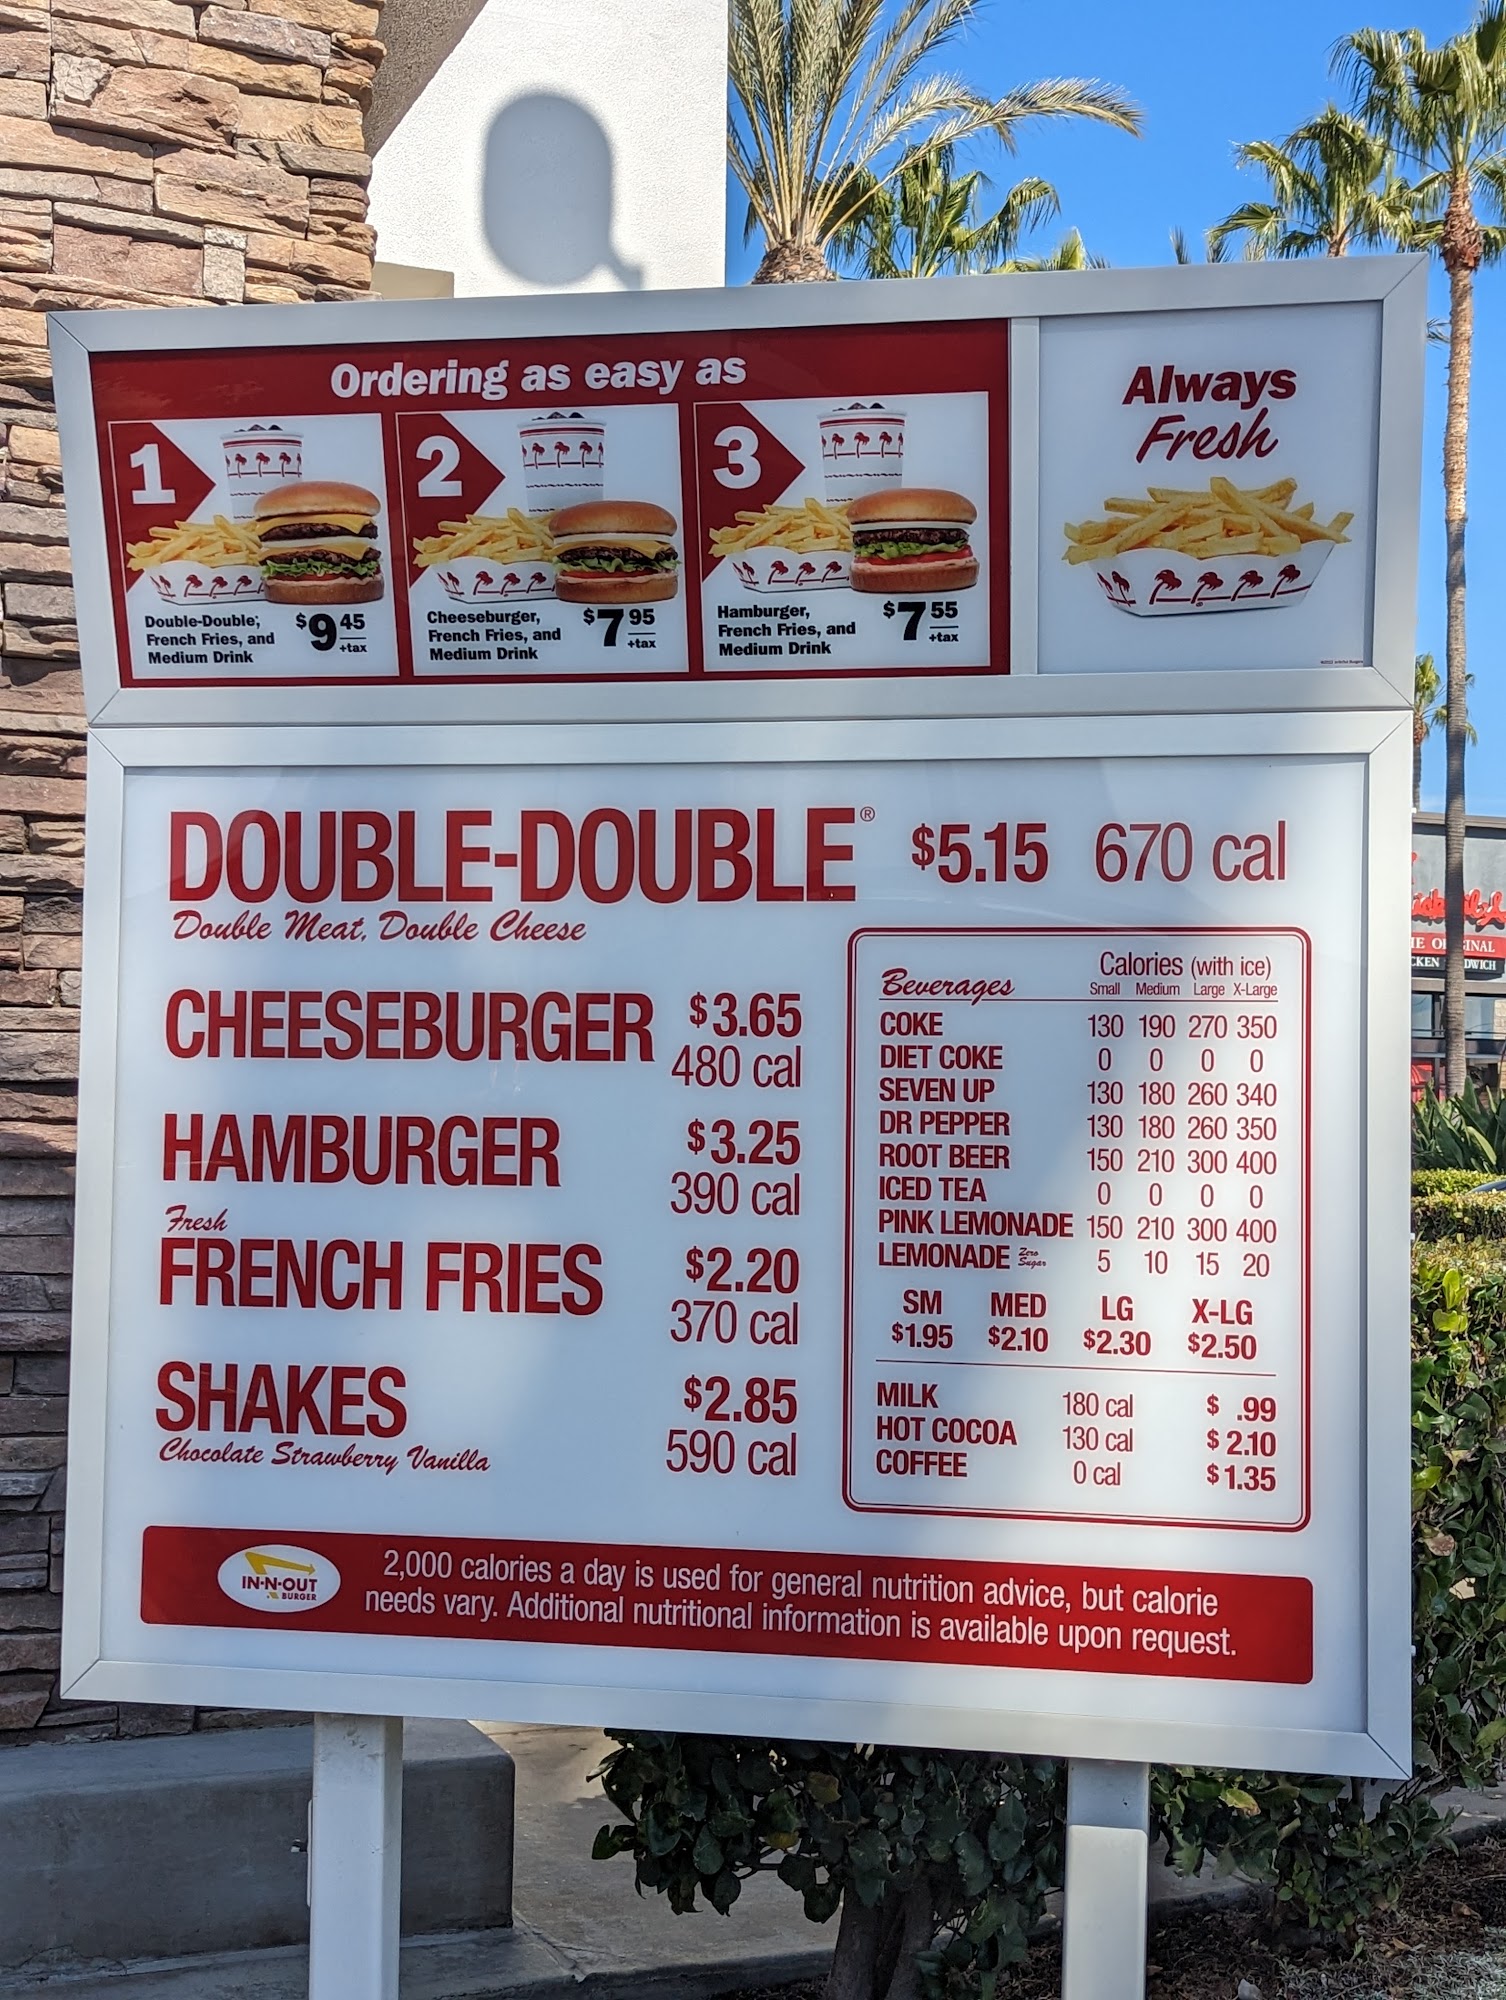 Ordering as easy as
1
Double-Double,
French Fries, and
Medium Drink
$9 45
+tax
2
Cheeseburger,
French Fries, and
Medium Drink
$7 95
+tax
3
Hamburger,
French Fries, and
Medium Drink
$7 55
+tax
Always
Fresh
DOUBLE-DOUBLE® $5.15 670 cal
Double Meat, Double Cheese
CHEESEBURGER $3.65
480 cal
HAMBURGER $3.25
390 cal
Fresh
FRENCH FRIES $2.20
370 cal
SHAKES $2.85
Chocolate Strawberry Vanilla 590 cal
Beverages Calories (with ice)
Small Medium Large X-Large
COKE 130 190 270 350
DIET COKE 0 0 0 0
SEVEN UP 130 180 260 340
DR PEPPER 130 180 260 350
ROOT BEER 150 210 300 400
ICED TEA 0 0 0 0
PINK LEMONADE 150 210 300 400
LEMONADE Zero Sugar 5 10 15 20
SM MED LG X-LG
$1.95 $2.10 $2.30 $2.50
MILK 180 cal $ .99
HOT COCOA 130 cal $ 2.10
COFFEE 0 cal $ 1.35
IN-N-OUT
BURGER
2,000 calories a day is used for general nutrition advice, but calorie
needs vary. Additional nutritional information is available upon request.